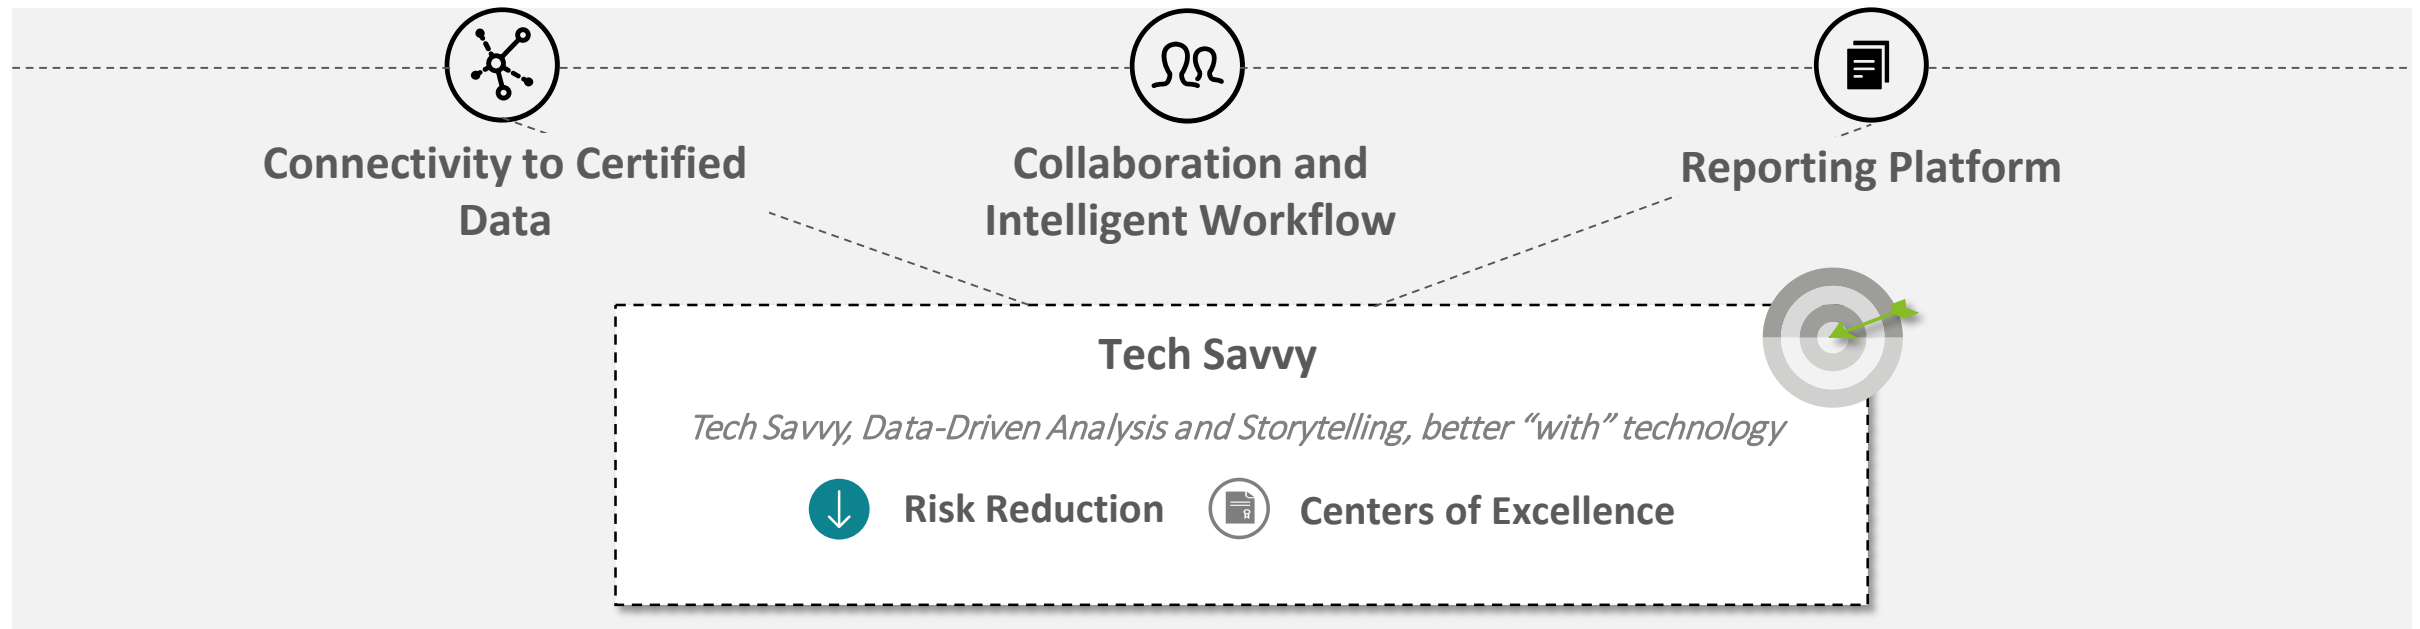 Connectivity to Certified
Data
Collaboration and
Intelligent Workflow
Reporting Platform
Tech Savvy
Tech Savvy, Data-Driven Analysis and Storytelling, better “with” technology
Risk Reduction
Centers of Excellence